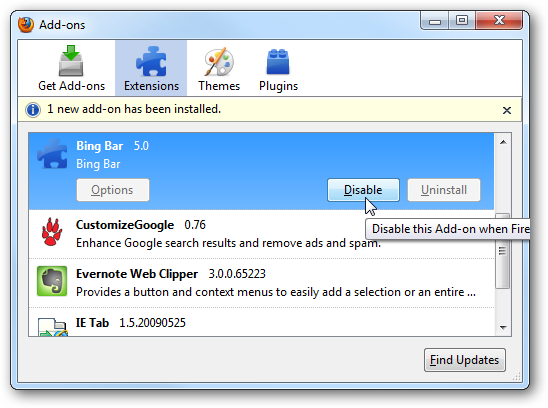 Add-ons
Get Add-ons Extensions Themes Plugins
1 new add-on has been installed.
Bing Bar 5.0
Bing Bar
Options Disable Uninstall
Disable this Add-on when Fire
CustomizeGoogle 0.76
Enhance Google search results and remove ads and spam.
Evernote Web Clipper 3.0.0.65223
Provides a button and context menus to easily add a selection or an entire ...
IE Tab 1.5.20090525
Find Updates